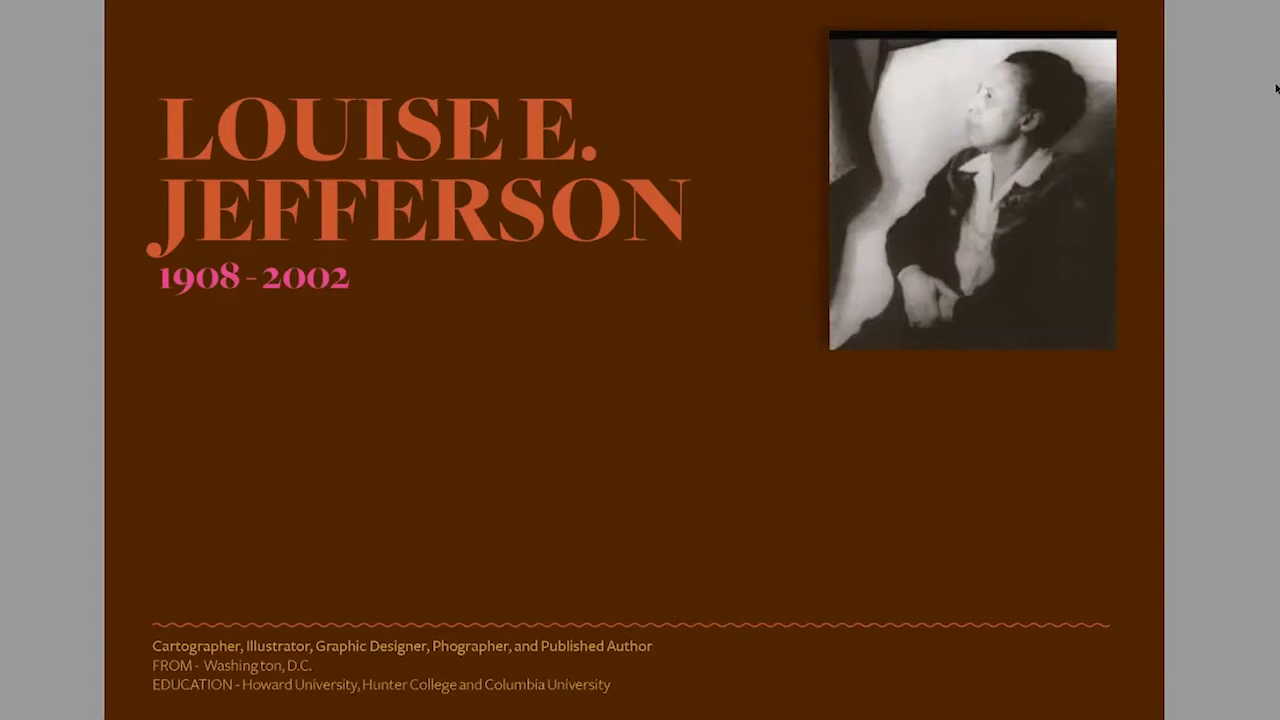 LOUISE E.
JEFFERSON
1908 - 2002
Cartographer, Illustrator, Graphic Designer, Phographer, and Published Author
FROM - Washington, D.C.
EDUCATION - Howard University, Hunter College and Columbia University